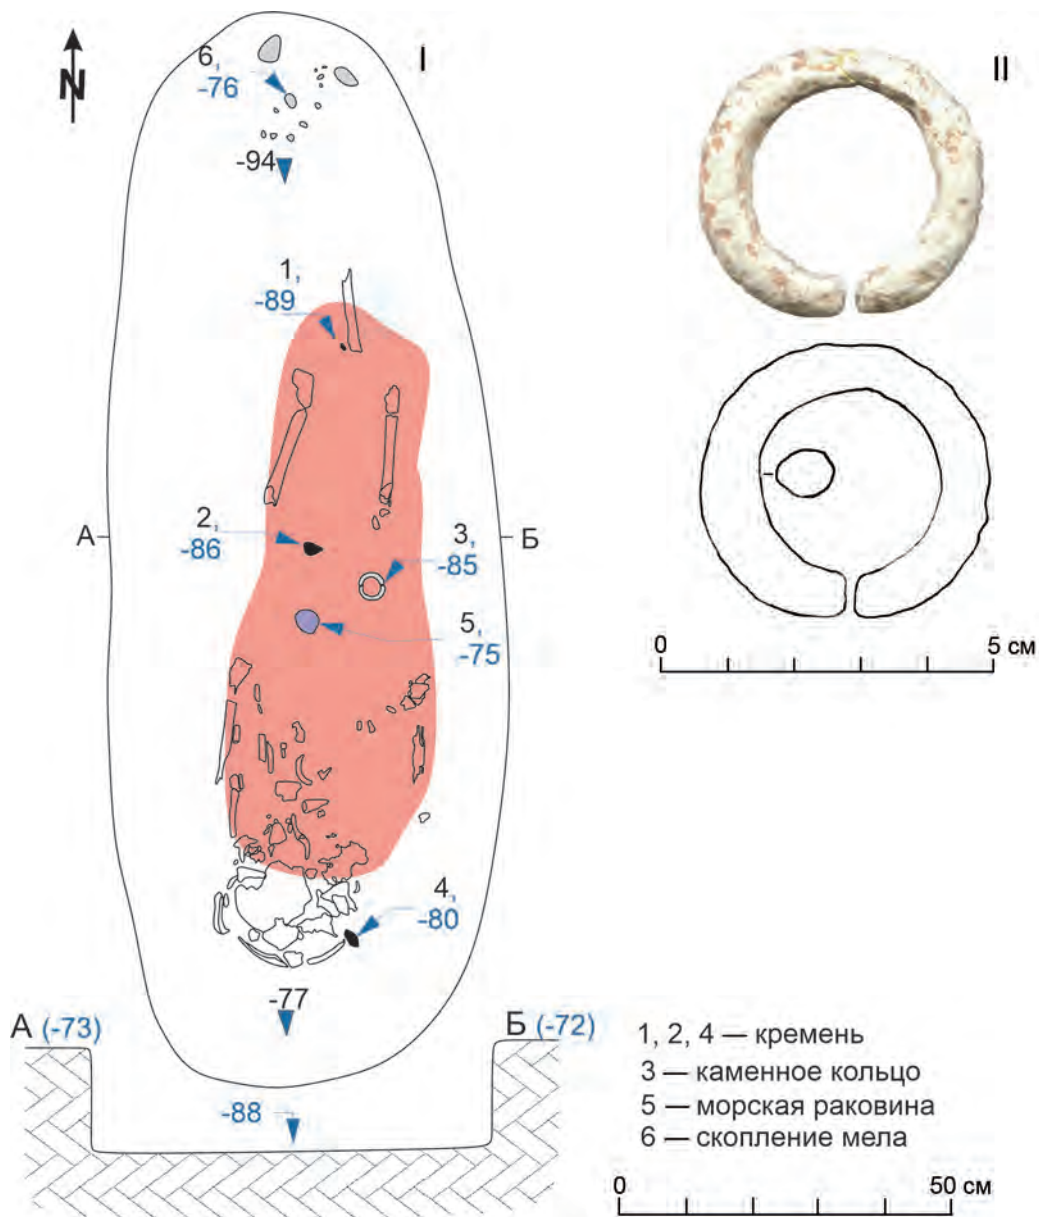 N
I
II
6,
-76
-94
1,
-89
А
2,
-86
3,
-85
Б
5,
-75
0
5 см
4,
-80
-77
А (-73)
Б (-72)
-88
1, 2, 4 — кремень
3 — каменное кольцо
5 — морская раковина
6 — скопление мела
0
50 см